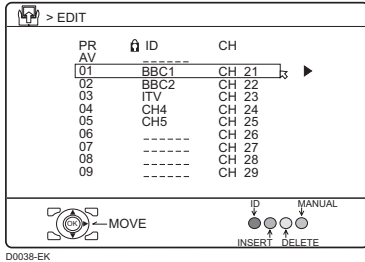 > EDIT
PR ID CH
AV _ _ _ _ _ _
01 BBC1 CH 21
02 BBC2 CH 22
03 ITV CH 23
04 CH4 CH 24
05 CH5 CH 25
06 _ _ _ _ _ _ CH 26
07 _ _ _ _ _ _ CH 27
08 _ _ _ _ _ _ CH 28
09 _ _ _ _ _ _ CH 29
ID MANUAL
OK MOVE
INSERT DELETE
D0038-EK